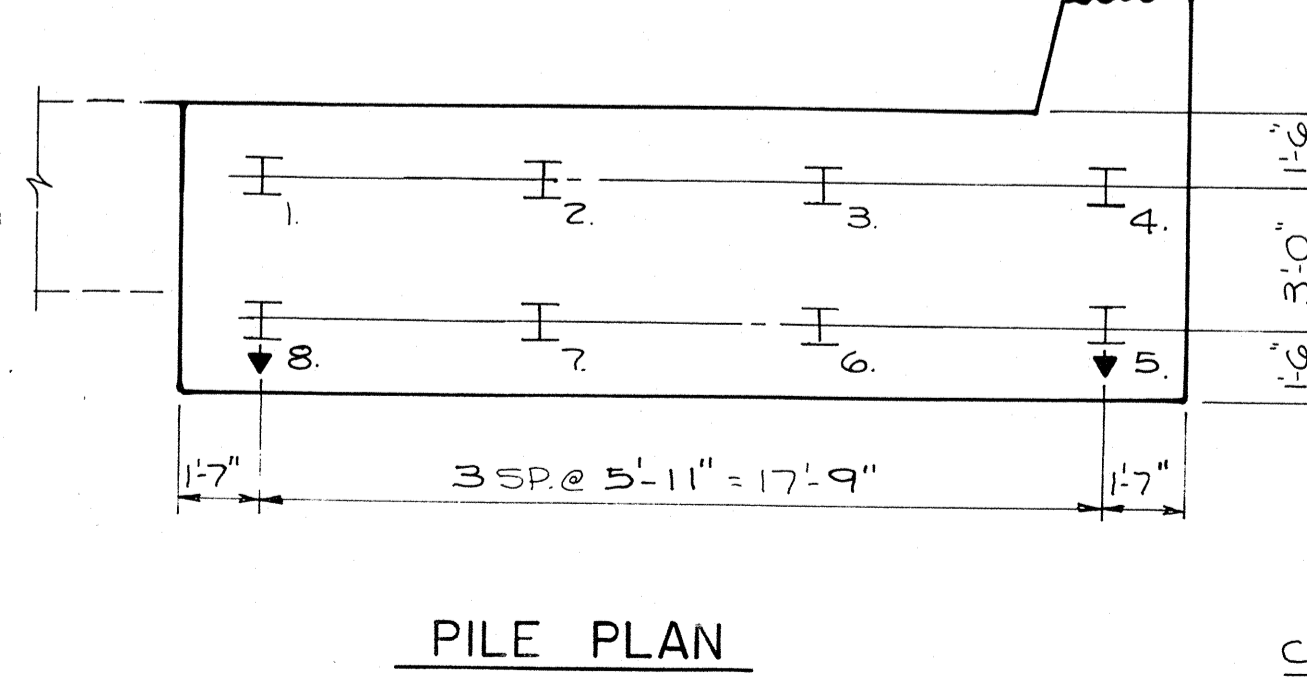 1'-6"
1. 2. 3. 4.
3'-0"
8. 7. 6. 5.
1'-6"
1'-7" 3 SP. @ 5'-11" = 17'-9" 1'-7"
PILE PLAN